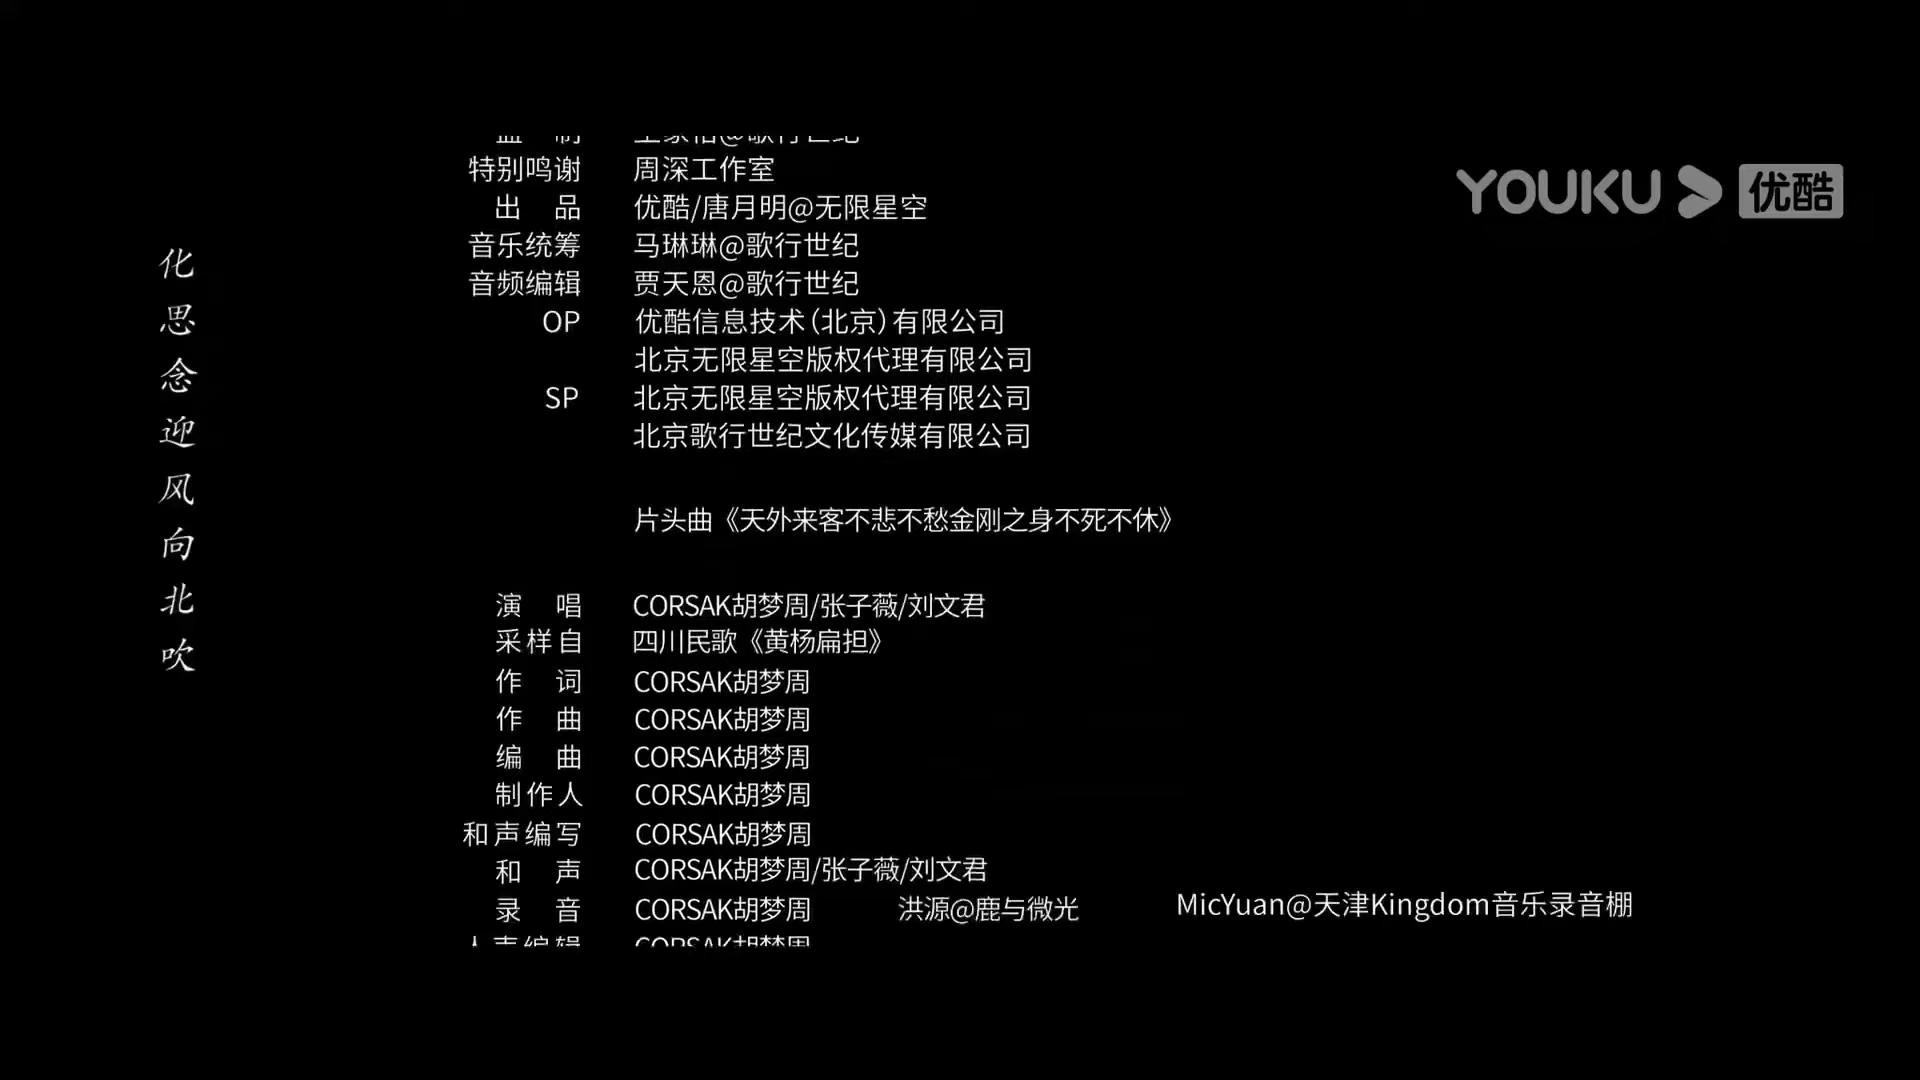 特别鸣谢 周深工作室
出品 优酷/唐月明@无限星空
音乐统筹 马琳琳@歌行世纪
音频编辑 贾天恩@歌行世纪
OP 优酷信息技术(北京)有限公司
北京无限星空版权代理有限公司
SP 北京无限星空版权代理有限公司
北京歌行世纪文化传媒有限公司
片头曲《天外来客不悲不愁金刚之身不死不休》
演唱 CORSAK胡梦周/张子薇/刘文君
采样自 四川民歌《黄杨扁担》
作词 CORSAK胡梦周
作曲 CORSAK胡梦周
编曲 CORSAK胡梦周
制作人 CORSAK胡梦周
和声编写 CORSAK胡梦周
和声 CORSAK胡梦周/张子薇/刘文君
录音 CORSAK胡梦周 洪源@鹿与微光 MicYuan@天津Kingdom音乐录音棚
人声编辑 CORSAK胡梦周
化思念迎风向北吹
YOUKU 优酷